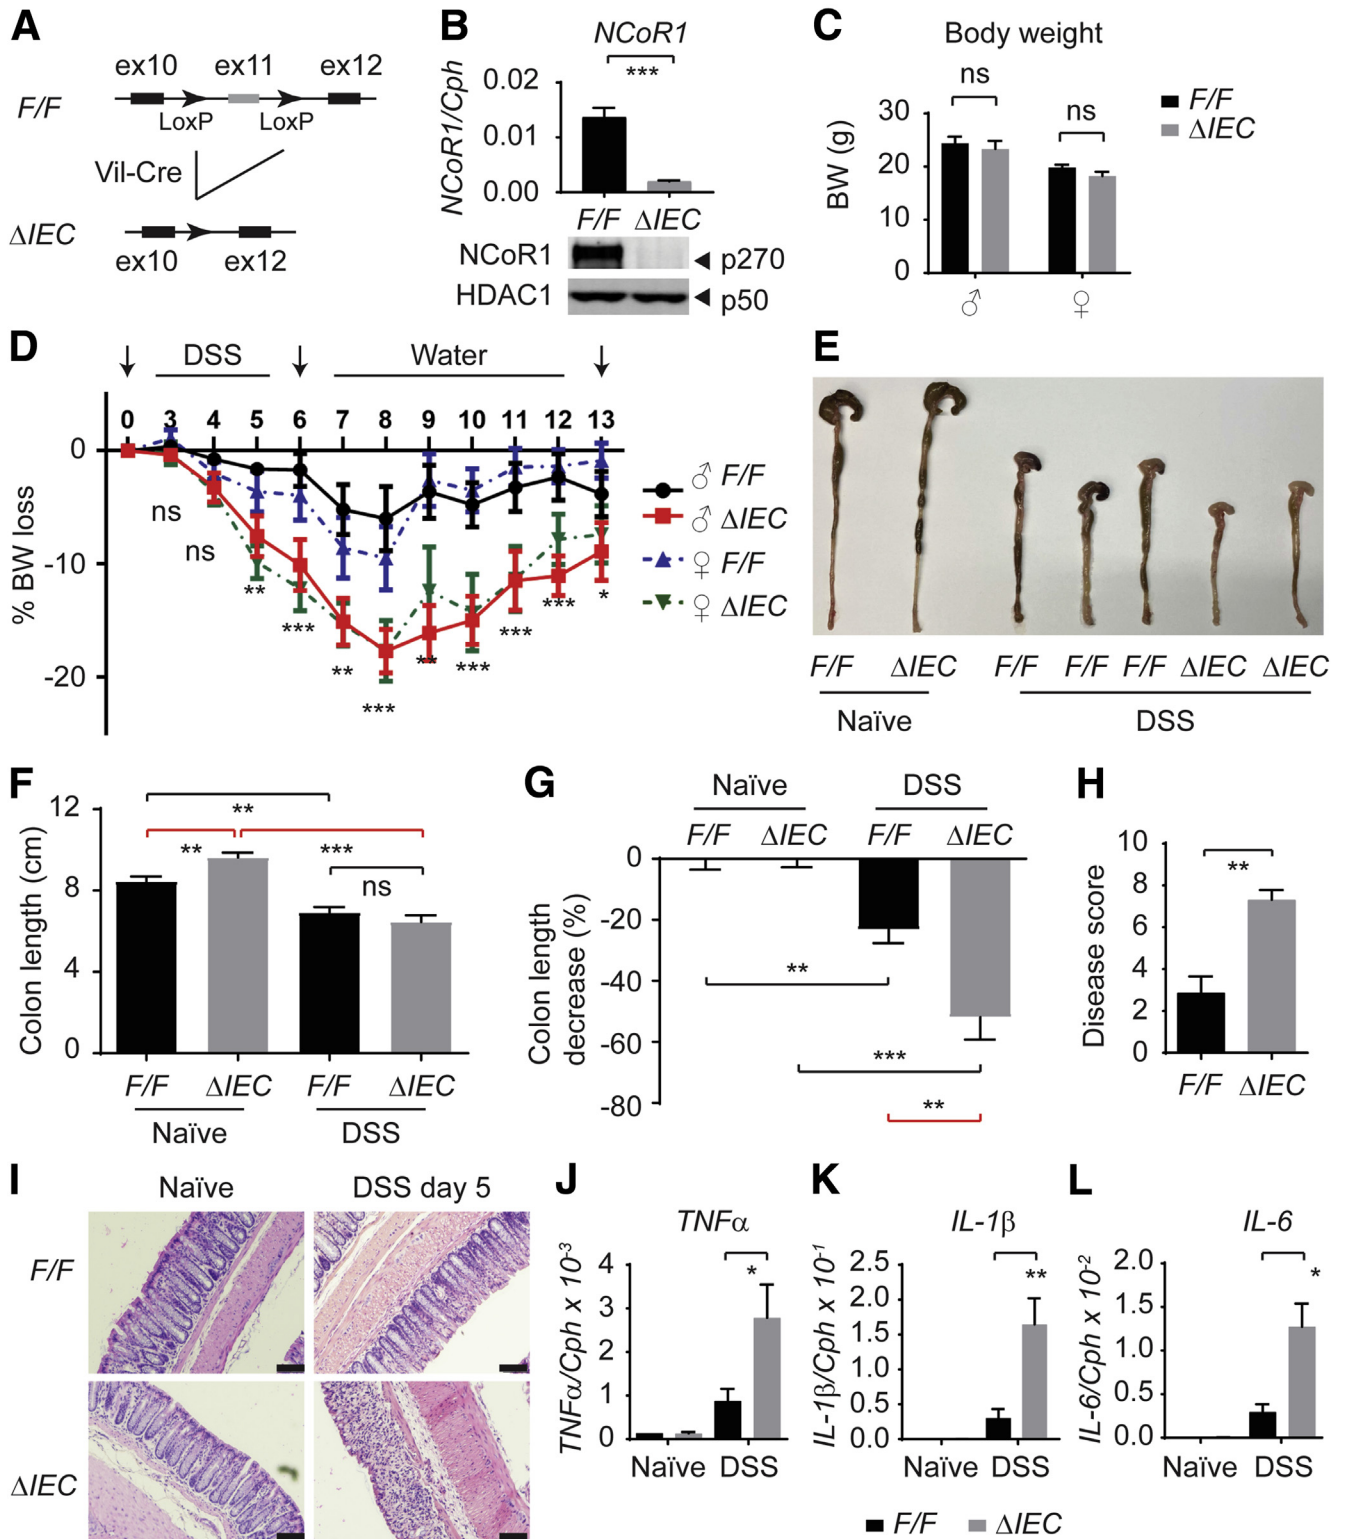 A
ex10 ex11 ex12
F/F
LoxP LoxP
Vil-Cre
ΔIEC
ex10 ex12
B
NCoR1
***
NCoR1/Cph
0.02
0.01
0.00
F/F ΔIEC
NCoR1 p270
HDAC1 p50
C
Body weight
ns
ns
F/F
ΔIEC
BW (g)
30
20
10
0
♂ ♀
D
DSS Water
0 3 4 5 6 7 8 9 10 11 12 13
0
-10
-20
% BW loss
ns
ns
**
***
**
***
**
***
***
***
*
♂ F/F
♂ ΔIEC
♀ F/F
♀ ΔIEC
E
F/F ΔIEC F/F F/F F/F ΔIEC ΔIEC
Naïve DSS
F
Colon length (cm)
12
8
4
0
**
** ***
ns
F/F ΔIEC F/F ΔIEC
Naïve DSS
G
Naïve DSS
F/F ΔIEC F/F ΔIEC
Colon length
decrease (%)
0
-20
-40
-60
-80
**
***
**
H
Disease score
10
8
6
4
2
0
**
F/F ΔIEC
I
Naïve DSS day 5
F/F
ΔIEC
J
TNFα
TNFα/Cph x 10-3
4
3
2
1
0
*
Naïve DSS
K
IL-1β
IL-1β/Cph x 10-1
2.5
2.0
1.5
1.0
0.5
0.0
**
Naïve DSS
L
IL-6
IL-6/Cph x 10-2
2.0
1.5
1.0
0.5
0.0
*
Naïve DSS
F/F ΔIEC